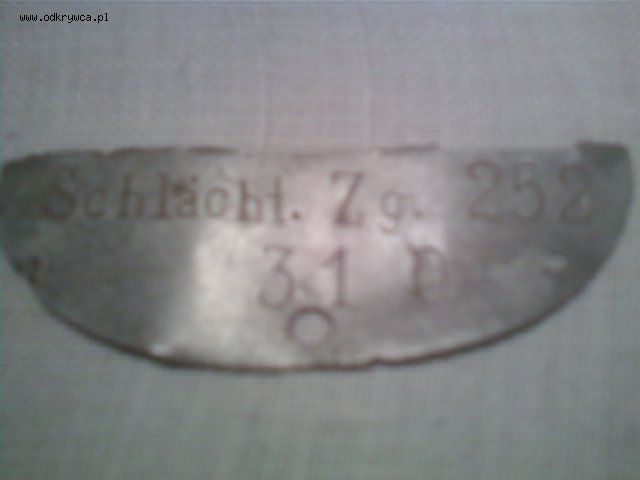 www.odkrywca.pl
Schlächt. Zg. 252
31 D